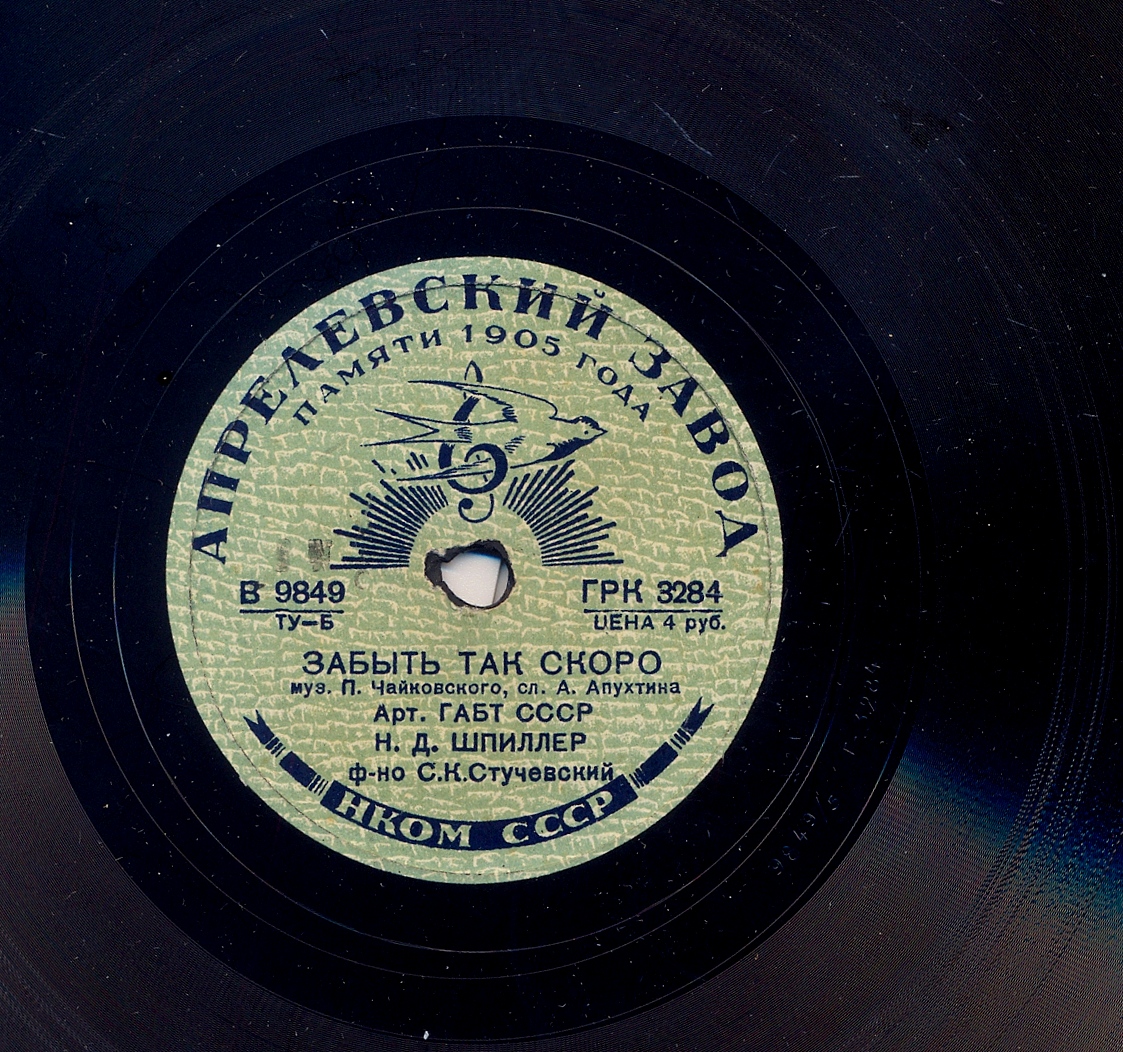 АПРЕЛЕВСКИЙ ЗАВОД
ПАМЯТИ 1905 ГОДА
В 9849
ТУ–Б
ГРК 3284
ЦЕНА 4 руб.
ЗАБЫТЬ ТАК СКОРО
муз. П. Чайковского, сл. А. Апухтина
Арт. ГАБТ СССР
Н. Д. ШПИЛЛЕР
ф-но С.К.Стучевский
НКОМ СССР